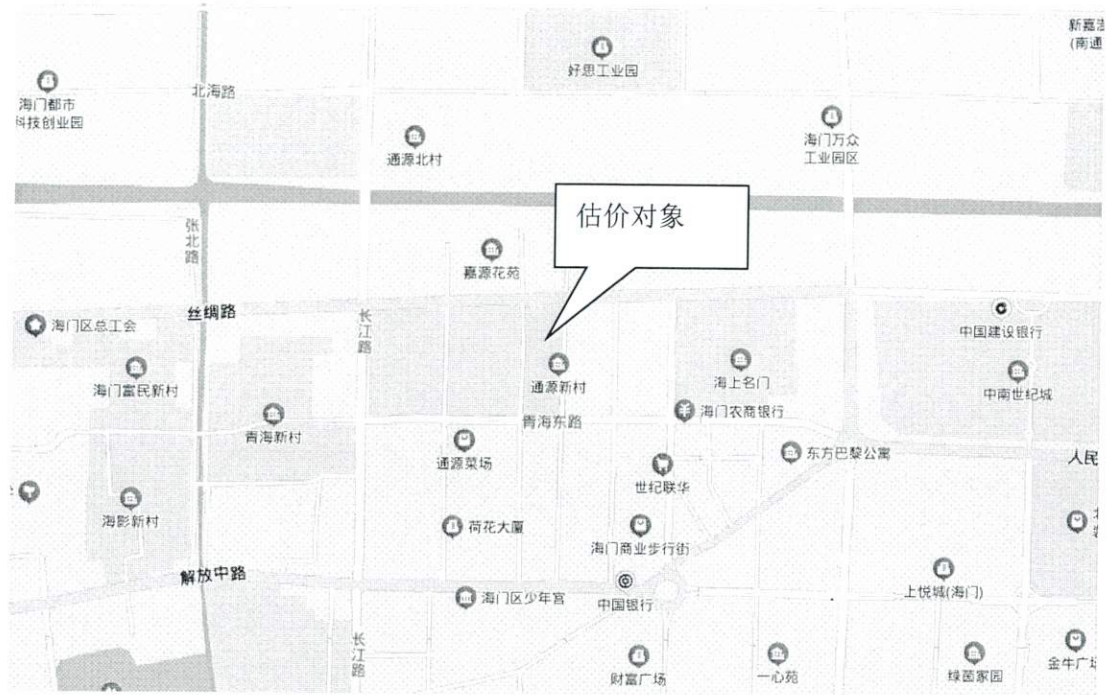 新嘉
(南通
好思工业园
海门都市
科技创业园
北海路
海门万众
工业园区
通源北村
估价对象
张北路
嘉源花苑
丝绸路
长江路
海门区总工会
中国建设银行
海门富民新村
通源新村
海上名门
中南世纪城
海门农商银行
青海新村
青海东路
通源菜场
东方巴黎公寓
人民
世纪联华
海影新村
荷花大厦
海门商业步行街
解放中路
中国银行
上悦城(海门)
海门区少年宫
长江路
财富广场
一心苑
绿茵家园
金牛广场